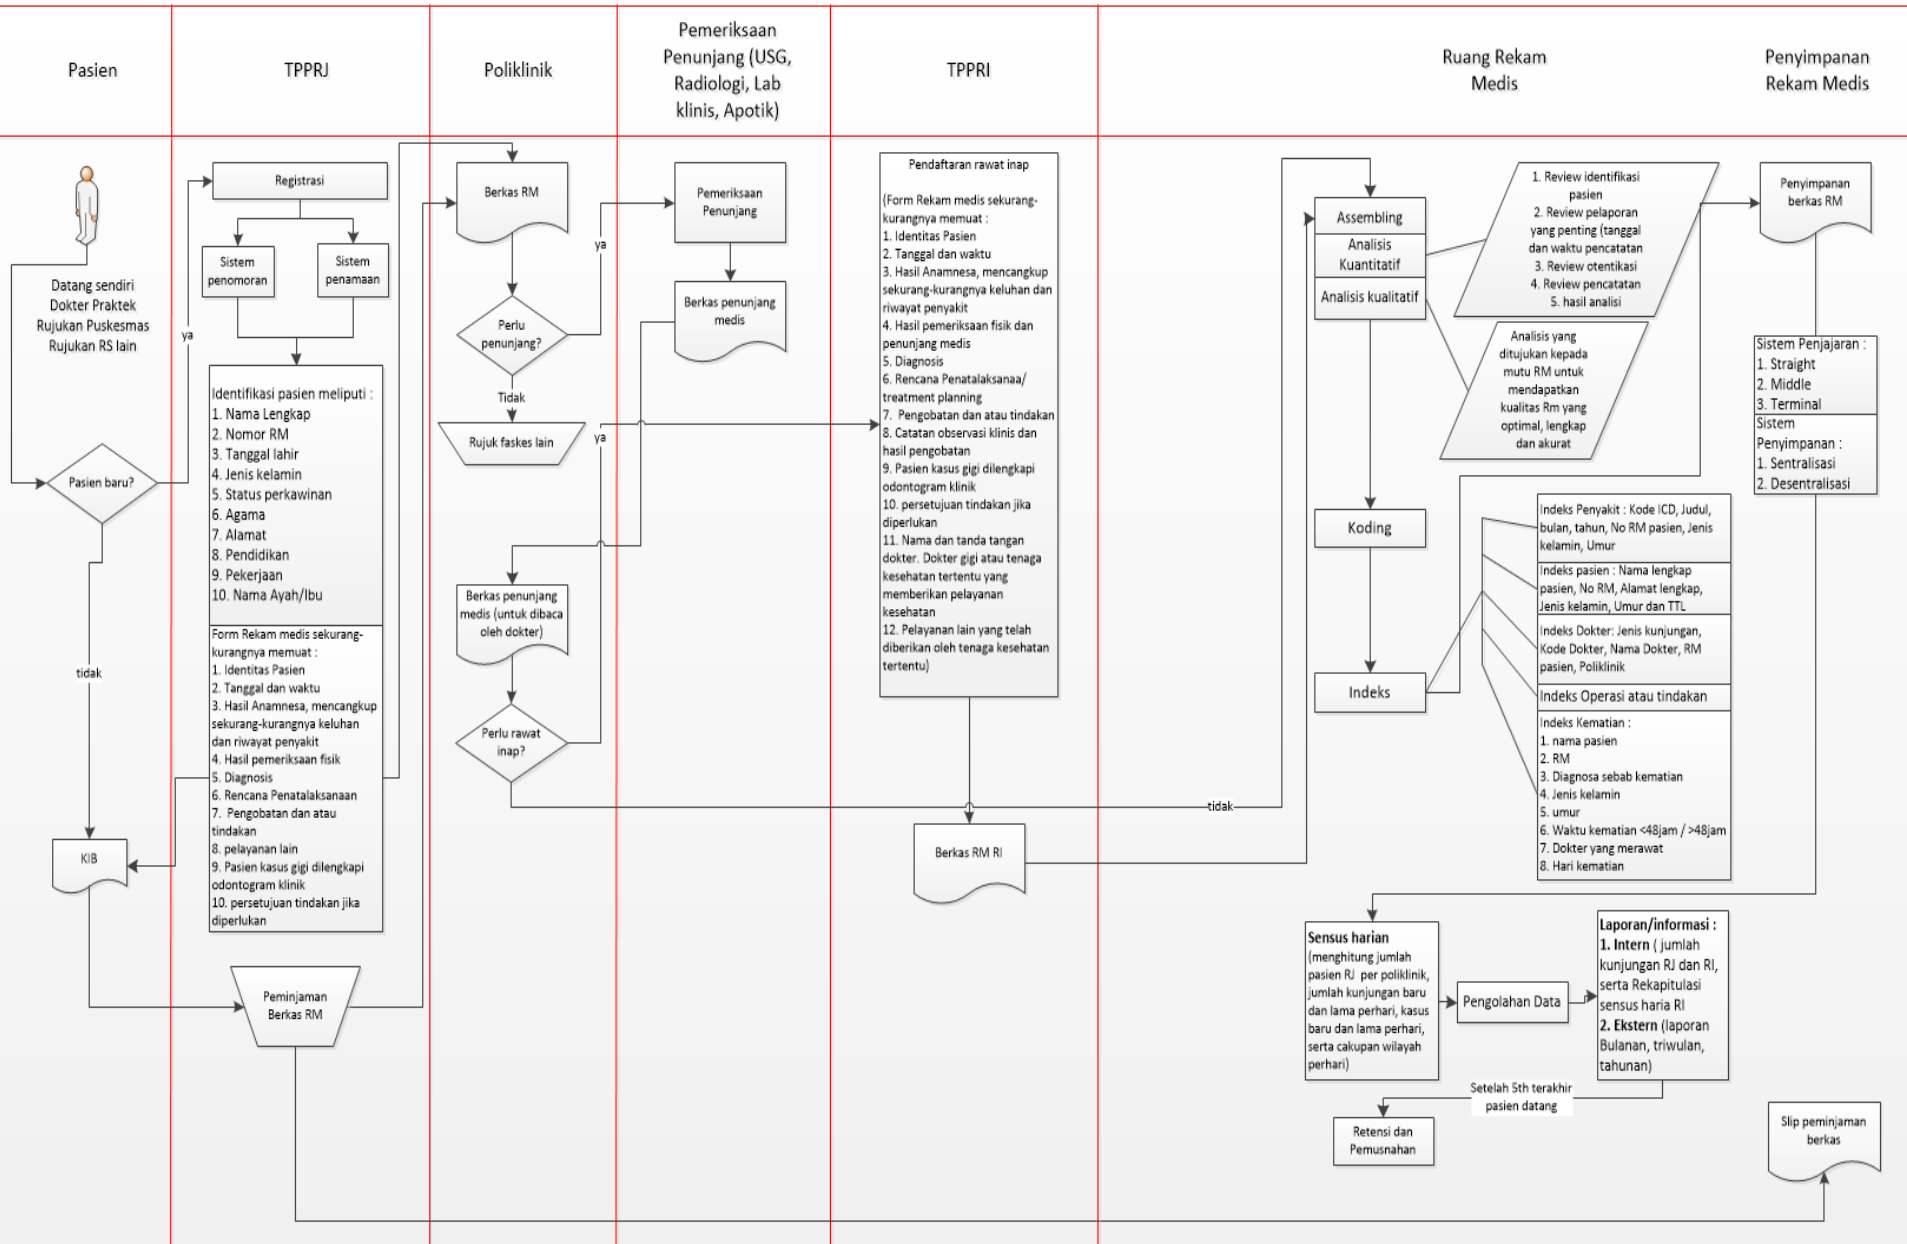 Pasien
TPPRJ
Poliklinik
Pemeriksaan
Penunjang (USG,
Radiologi, Lab
klinis, Apotik)
TPPRI
Ruang Rekam
Medis
Penyimpanan
Rekam Medis
Datang sendiri
Dokter Praktek
Rujukan Puskesmas
Rujukan RS lain
Pasien baru?
ya
tidak
KIB
Registrasi
Sistem
penomoran
Sistem
penamaan
Identifikasi pasien meliputi :
1. Nama Lengkap
2. Nomor RM
3. Tanggal lahir
4. Jenis kelamin
5. Status perkawinan
6. Agama
7. Alamat
8. Pendidikan
9. Pekerjaan
10. Nama Ayah/Ibu
Form Rekam medis sekurang-
kurangnya memuat :
1. Identitas Pasien
2. Tanggal dan waktu
3. Hasil Anamnesa, mencangkup
sekurang-kurangnya keluhan
dan riwayat penyakit
4. Hasil pemeriksaan fisik
5. Diagnosis
6. Rencana Penatalaksanaan
7. Pengobatan dan atau
tindakan
8. pelayanan lain
9. Pasien kasus gigi dilengkapi
odontogram klinik
10. persetujuan tindakan jika
diperlukan
Peminjaman
Berkas RM
Berkas RM
Perlu
penunjang?
ya
Tidak
Rujuk faskes lain
Berkas penunjang
medis (untuk dibaca
oleh dokter)
Perlu rawat
inap?
ya
tidak
Pemeriksaan
Penunjang
Berkas penunjang
medis
Pendaftaran rawat inap
(Form Rekam medis sekurang-
kurangnya memuat :
1. Identitas Pasien
2. Tanggal dan waktu
3. Hasil Anamnesa, mencangkup
sekurang-kurangnya keluhan dan
riwayat penyakit
4. Hasil pemeriksaan fisik dan
penunjang medis
5. Diagnosis
6. Rencana Penatalaksanaa/
treatment planning
7. Pengobatan dan atau tindakan
8. Catatan observasi klinis dan
hasil pengobatan
9. Pasien kasus gigi dilengkapi
odontogram klinik
10. persetujuan tindakan jika
diperlukan
11. Nama dan tanda tangan
dokter. Dokter gigi atau tenaga
kesehatan tertentu yang
memberikan pelayanan
kesehatan
12. Pelayanan lain yang telah
diberikan oleh tenaga kesehatan
tertentu)
Berkas RM RI
Assembling
Analisis
Kuantitatif
Analisis kualitatif
1. Review identifikasi
pasien
2. Review pelaporan
yang penting (tanggal
dan waktu pencatatan
3. Review otentikasi
4. Review pencatatan
5. hasil analisi
Analisis yang
ditujukan kepada
mutu RM untuk
mendapatkan
kualitas Rm yang
optimal, lengkap
dan akurat
Koding
Indeks
Indeks Penyakit : Kode ICD, Judul,
bulan, tahun, No RM pasien, Jenis
kelamin, Umur
Indeks pasien : Nama lengkap
pasien, No RM, Alamat lengkap,
Jenis kelamin, Umur dan TTL
Indeks Dokter: Jenis kunjungan,
Kode Dokter, Nama Dokter, RM
pasien, Poliklinik
Indeks Operasi atau tindakan
Indeks Kematian :
1. nama pasien
2. RM
3. Diagnosa sebab kematian
4. Jenis kelamin
5. umur
6. Waktu kematian <48jam / >48jam
7. Dokter yang merawat
8. Hari kematian
Penyimpanan
berkas RM
Sistem Penjajaran :
1. Straight
2. Middle
3. Terminal
Sistem
Penyimpanan :
1. Sentralisasi
2. Desentralisasi
Sensus harian
(menghitung jumlah
pasien RJ per poliklinik,
jumlah kunjungan baru
dan lama perhari, kasus
baru dan lama perhari,
serta cakupan wilayah
perhari)
Pengolahan Data
Laporan/informasi :
1. Intern ( jumlah
kunjungan RJ dan RI,
serta Rekapitulasi
sensus haria RI
2. Ekstern (laporan
Bulanan, triwulan,
tahunan)
Setelah 5th terakhir
pasien datang
Retensi dan
Pemusnahan
Slip peminjaman
berkas